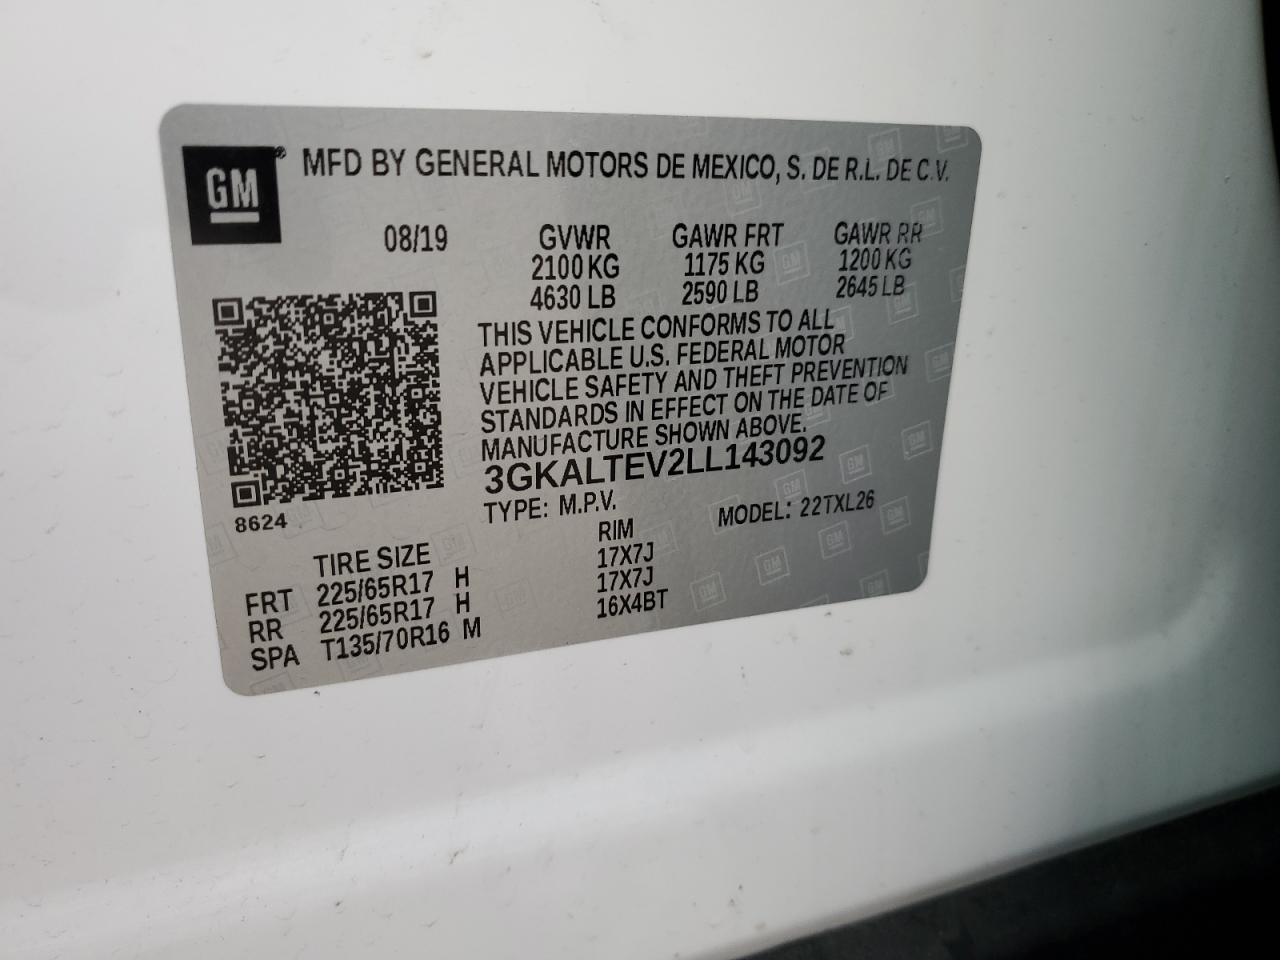 GM
MFD BY GENERAL MOTORS DE MEXICO, S. DE R.L. DE C.V.
08/19 GVWR GAWR FRT GAWR RR
2100 KG 1175 KG 1200 KG
4630 LB 2590 LB 2645 LB
THIS VEHICLE CONFORMS TO ALL
APPLICABLE U.S. FEDERAL MOTOR
VEHICLE SAFETY AND THEFT PREVENTION
STANDARDS IN EFFECT ON THE DATE OF
MANUFACTURE SHOWN ABOVE.
3GKALTEV2LL143092
8624
TYPE: M.P.V. MODEL: 22TXL26
TIRE SIZE RIM
FRT 225/65R17 H 17X7J
RR 225/65R17 H 17X7J
SPA T135/70R16 M 16X4BT